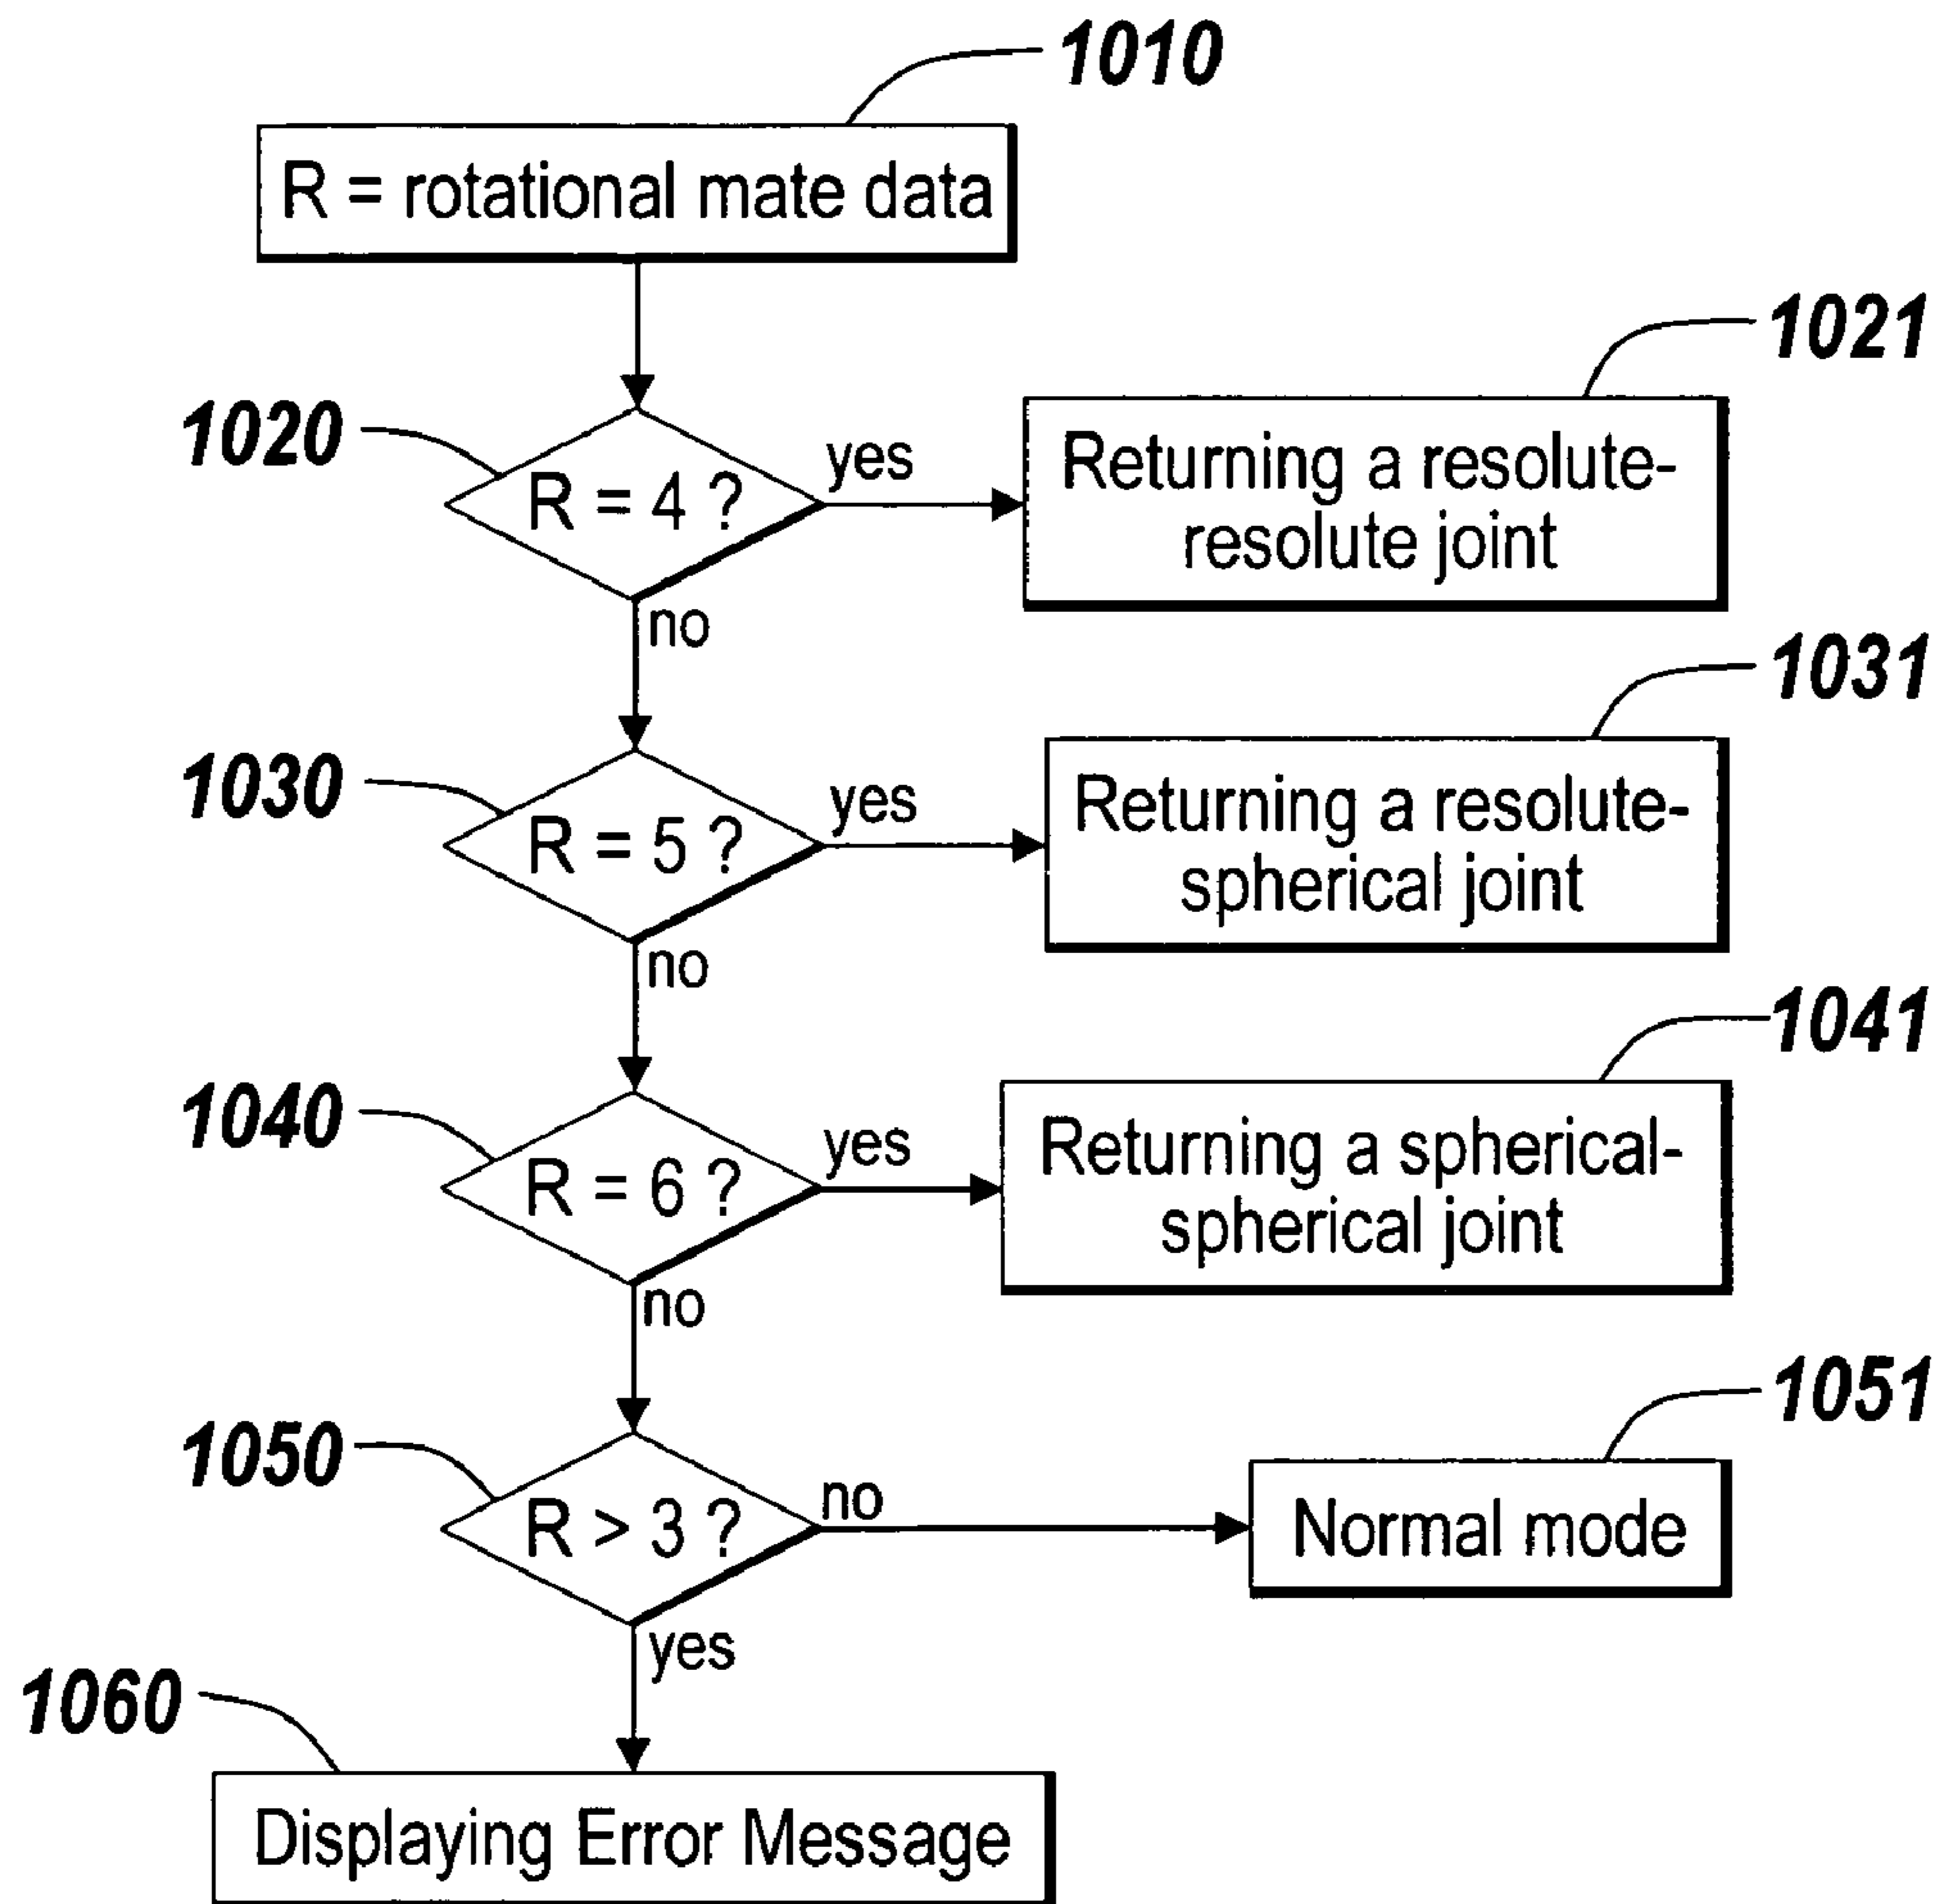 1010
R = rotational mate data
1021
1020
R = 4 ?
yes
Returning a resolute-
resolute joint
no
1031
1030
R = 5 ?
yes
Returning a resolute-
spherical joint
no
1041
1040
R = 6 ?
yes
Returning a spherical-
spherical joint
no
1051
1050
R > 3 ?
no
Normal mode
yes
1060
Displaying Error Message